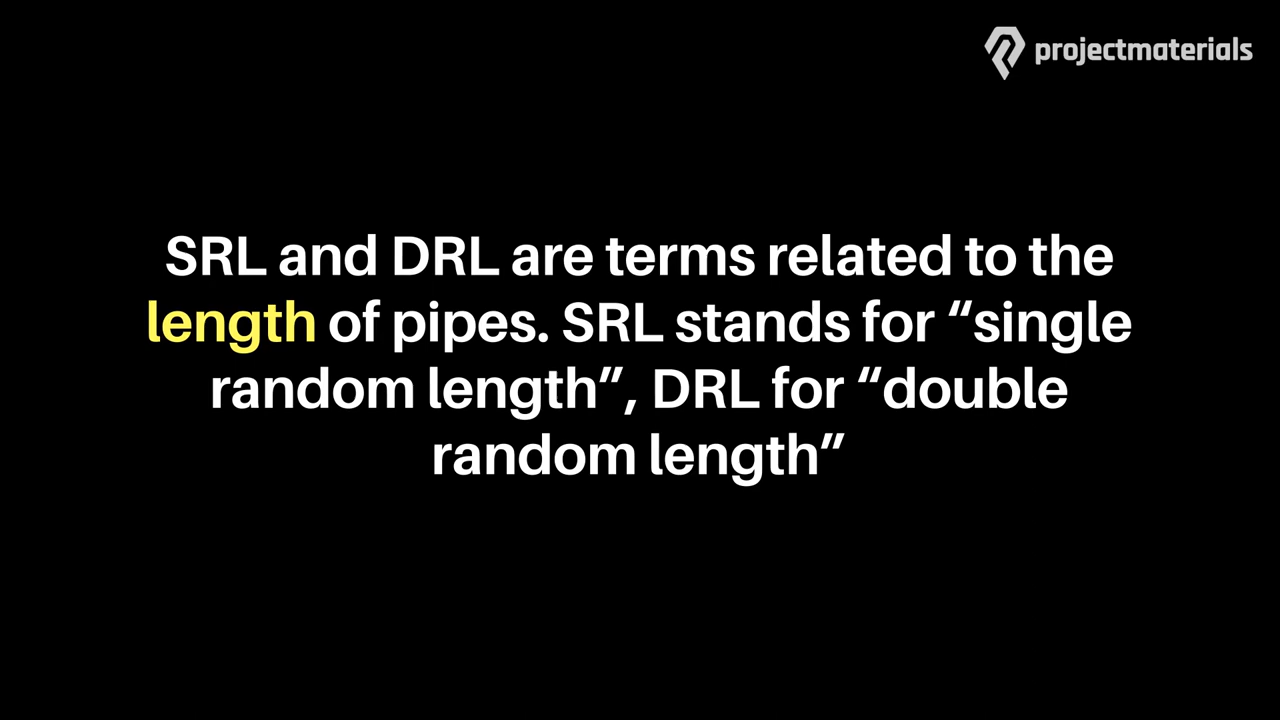 projectmaterials
SRL and DRL are terms related to the
length of pipes. SRL stands for “single
random length”, DRL for “double
random length”